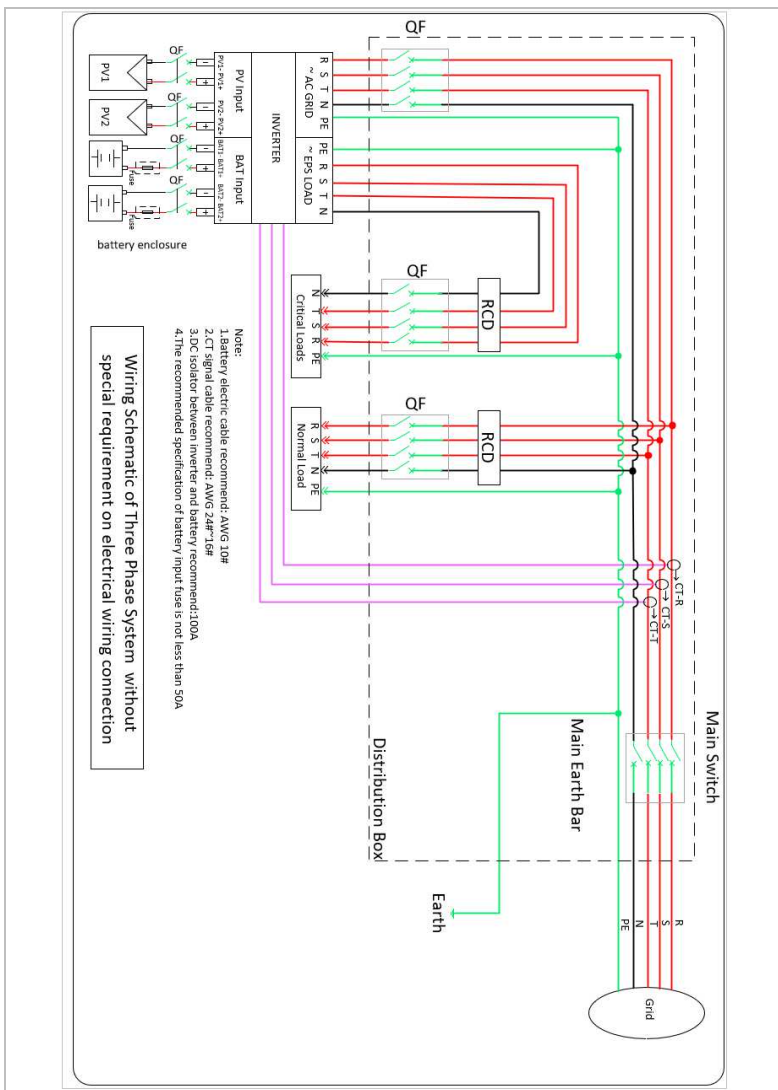 QF
Main Switch
Distribution Box
Main Earth Bar
Earth
Grid
R
S
T
N
PE
R
S
T
N
PE
~ AC GRID
PE
R
S
T
N
~ EPS LOAD
INVERTER
PV Input
BAT Input
PV1- PV1+
PV2- PV2+
BAT1- BAT1+
BAT2- BAT2+
-
+
-
+
-
+
-
+
QF
QF
QF
QF
PV1
PV2
Fuse
Fuse
battery enclosure
QF
RCD
N
T
S
R
PE
Critical Loads
QF
RCD
R
S
T
N
PE
Normal Load
CT-R
CT-S
CT-T
Note:
1.Battery electric cable recommend: AWG 10#
2.CT signal cable recommend: AWG 24#~16#
3.DC isolator between inverter and battery recommend:100A
4.The recommended specification of battery input fuse is not less than 50A
Wiring Schematic of Three Phase System without
special requirement on electrical wiring connection